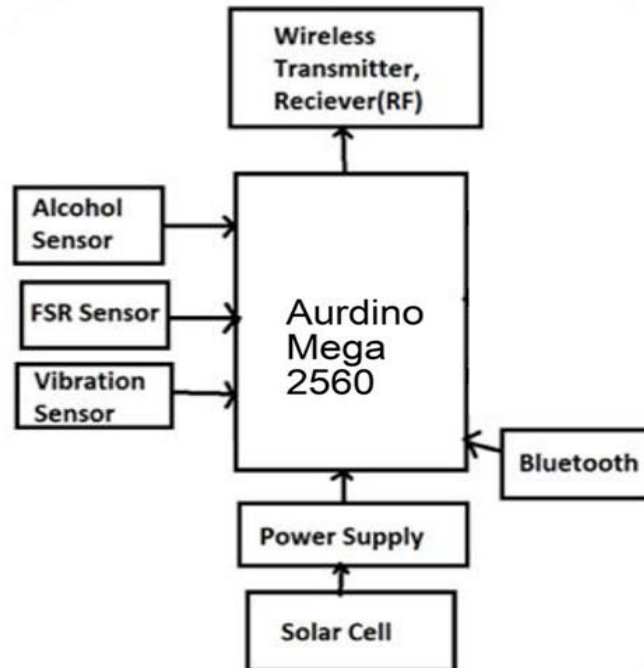 Wireless
Transmitter,
Reciever(RF)
Alcohol
Sensor
FSR Sensor
Vibration
Sensor
Aurdino
Mega
2560
Bluetooth
Power Supply
Solar Cell